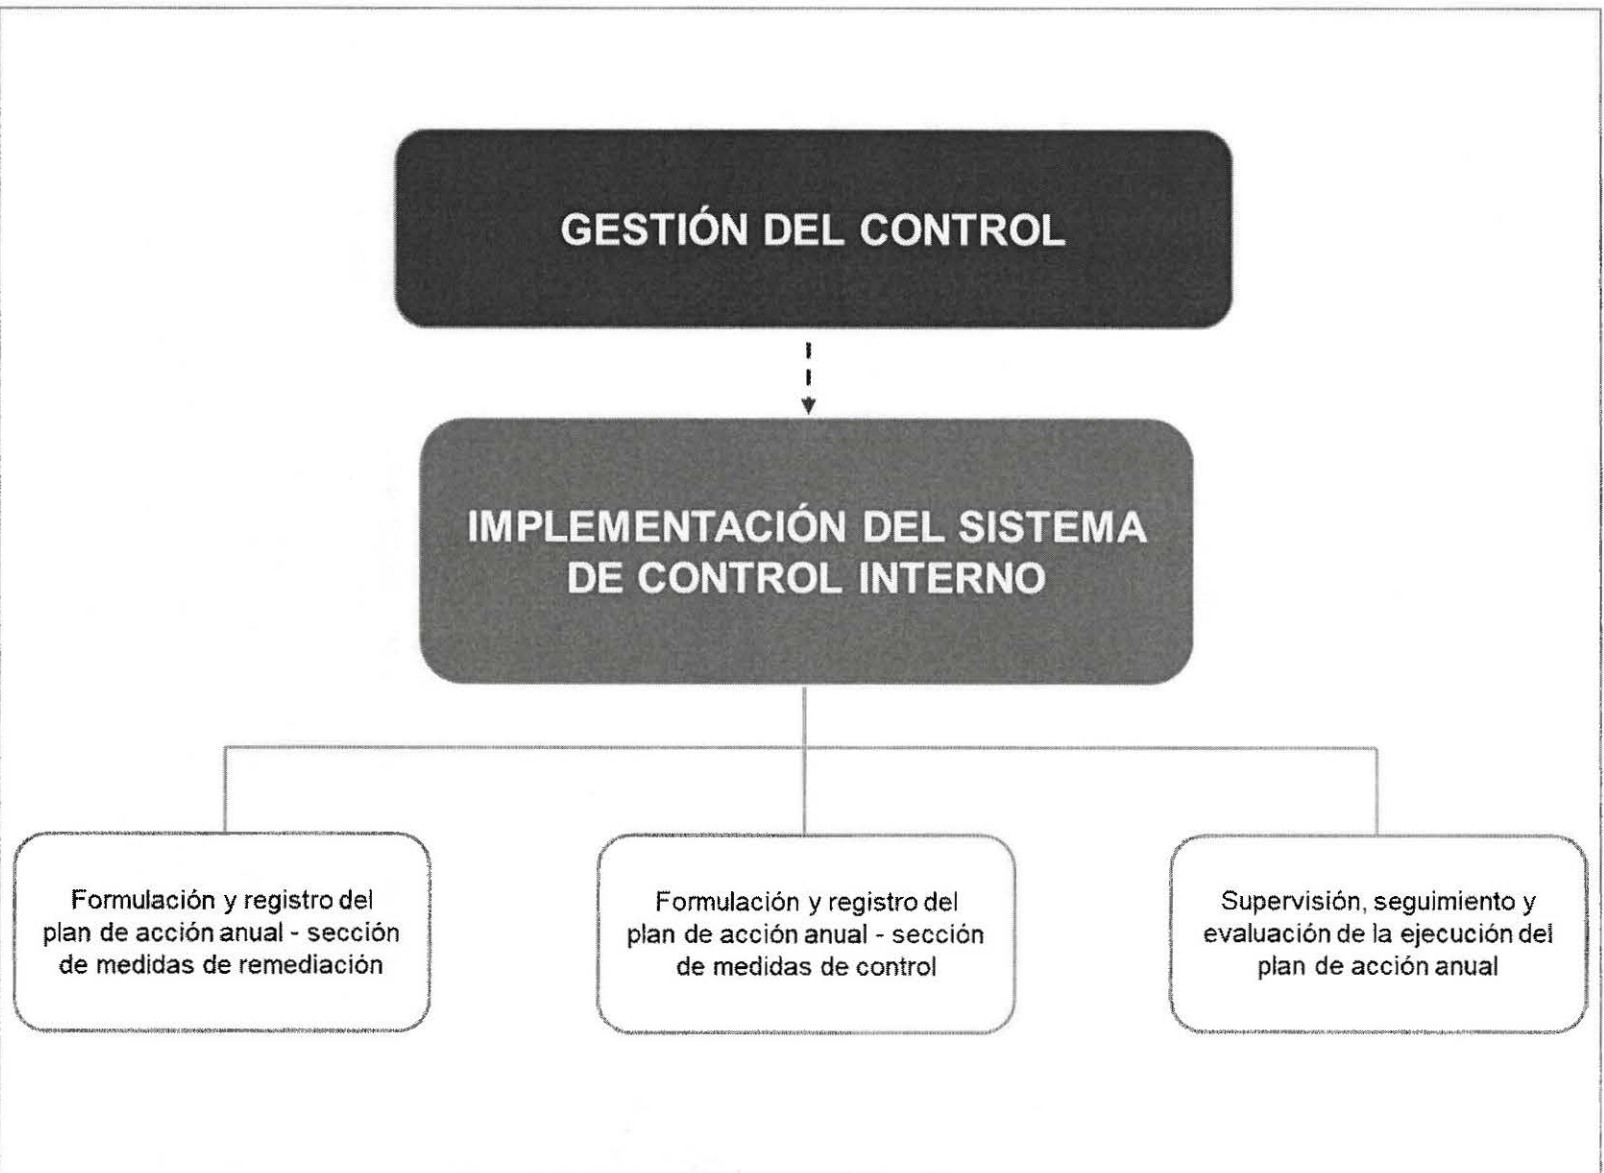 GESTIÓN DEL CONTROL
IMPLEMENTACIÓN DEL SISTEMA
DE CONTROL INTERNO
Formulación y registro del
plan de acción anual - sección
de medidas de remediación
Formulación y registro del
plan de acción anual - sección
de medidas de control
Supervisión, seguimiento y
evaluación de la ejecución del
plan de acción anual